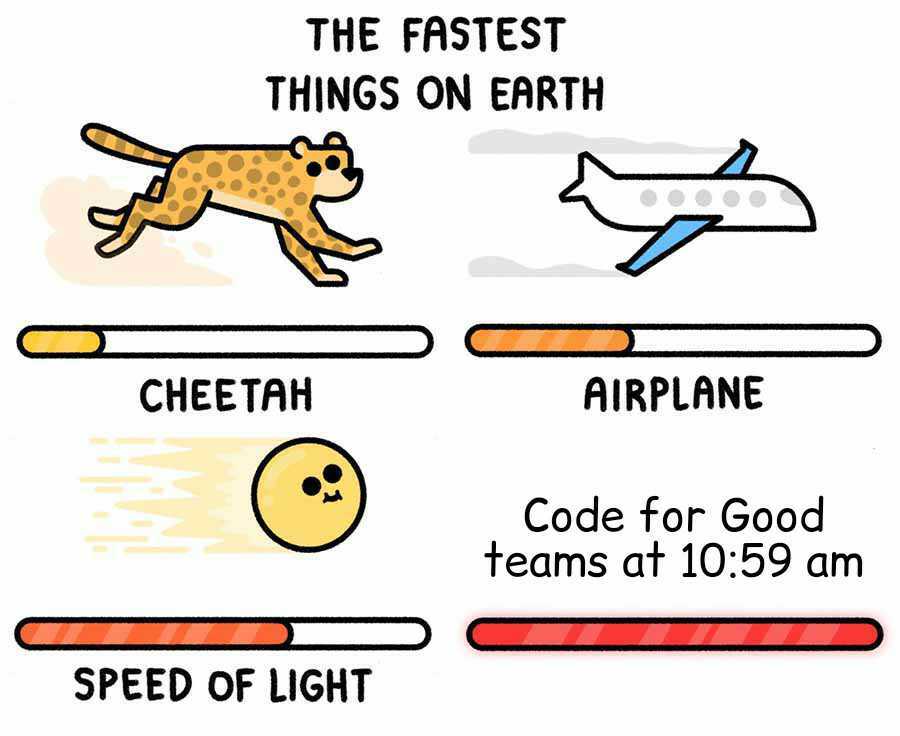 THE FASTEST
THINGS ON EARTH
CHEETAH
AIRPLANE
SPEED OF LIGHT
Code for Good
teams at 10:59 am